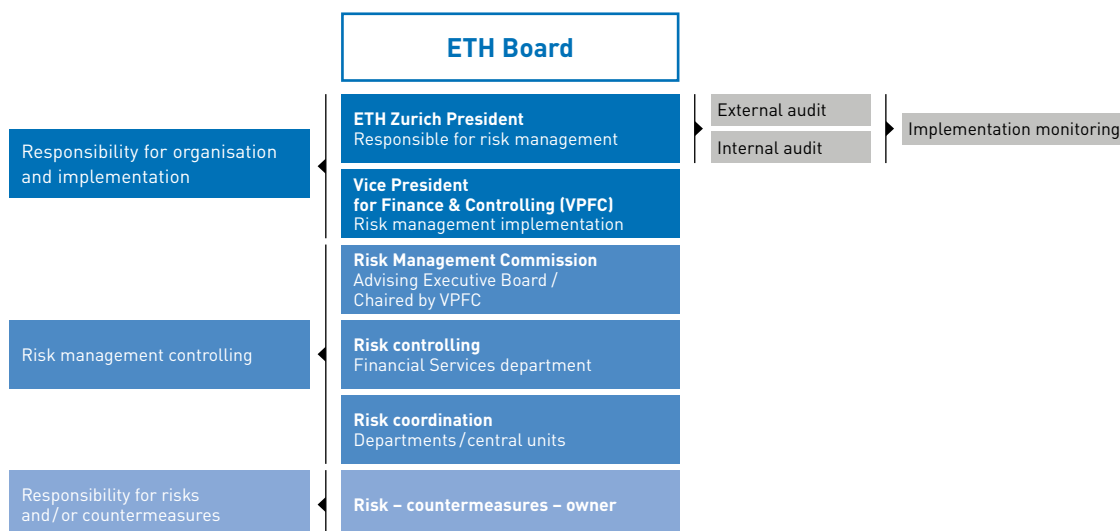 ETH Board
Responsibility for organisation
and implementation
ETH Zurich President
Responsible for risk management
External audit
Internal audit
Implementation monitoring
Vice President
for Finance & Controlling (VPFC)
Risk management implementation
Risk management controlling
Risk Management Commission
Advising Executive Board /
Chaired by VPFC
Risk controlling
Financial Services department
Risk coordination
Departments / central units
Responsibility for risks
and / or countermeasures
Risk – countermeasures – owner